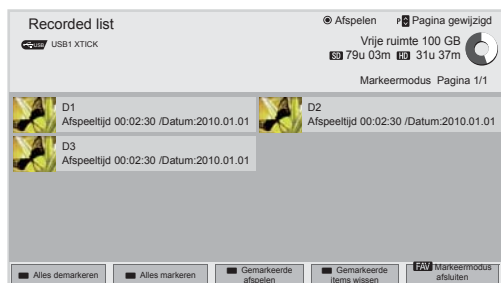 Recorded list
Afspelen P Pagina gewijzigd
USB USB1 XTICK
Vrije ruimte 100 GB
SD 79u 03m HD 31u 37m
Markeermodus Pagina 1/1
D1
Afspeeltijd 00:02:30 /Datum:2010.01.01
D2
Afspeeltijd 00:02:30 /Datum:2010.01.01
D3
Afspeeltijd 00:02:30 /Datum:2010.01.01
Alles demarkeren
Alles markeren
Gemarkeerde
afspelen
Gemarkeerde
items wissen
FAV Markeermodus
afsluiten